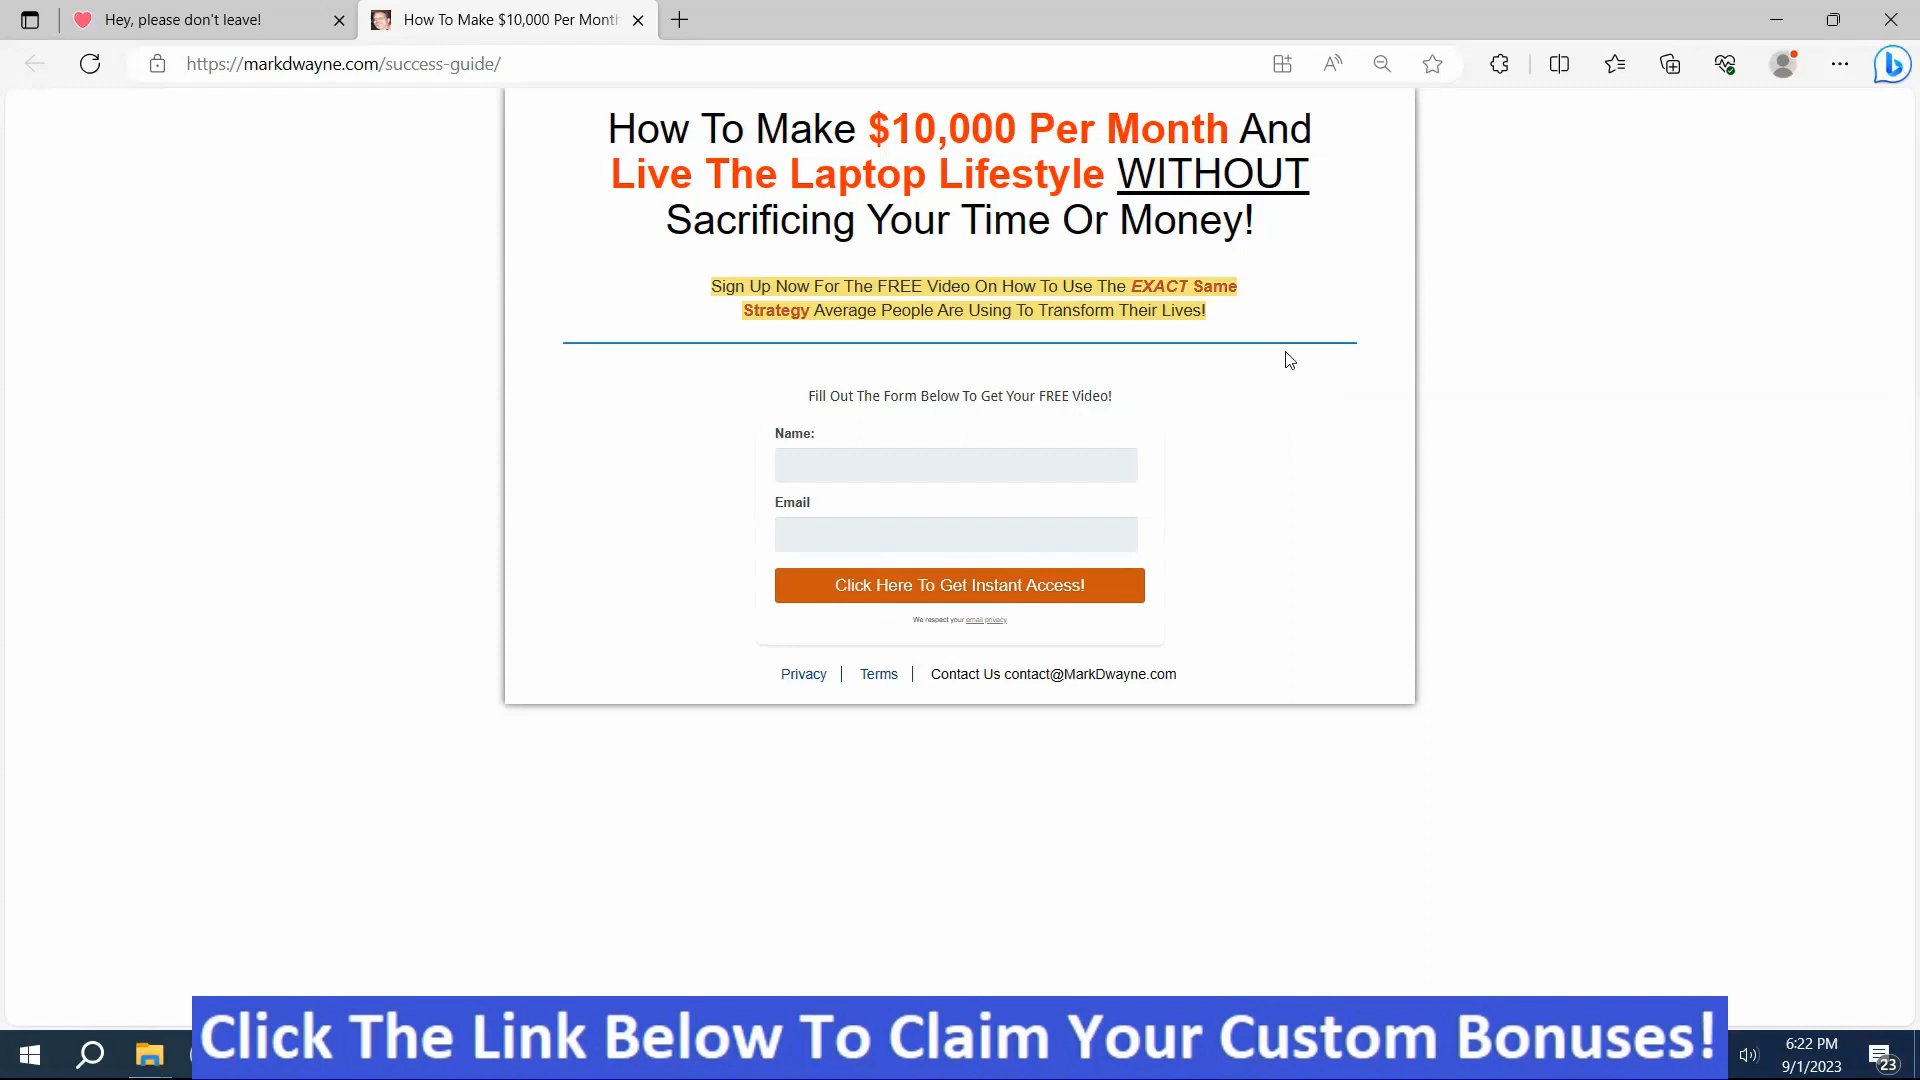 Hey, please don't leave!
How To Make $10,000 Per Month
https://markdwayne.com/success-guide/
How To Make $10,000 Per Month And
Live The Laptop Lifestyle WITHOUT
Sacrificing Your Time Or Money!
Sign Up Now For The FREE Video On How To Use The EXACT Same
Strategy Average People Are Using To Transform Their Lives!
Fill Out The Form Below To Get Your FREE Video!
Name:
Email
Click Here To Get Instant Access!
We respect your email privacy
Privacy | Terms | Contact Us contact@MarkDwayne.com
Click The Link Below To Claim Your Custom Bonuses!
6:22 PM
9/1/2023
23